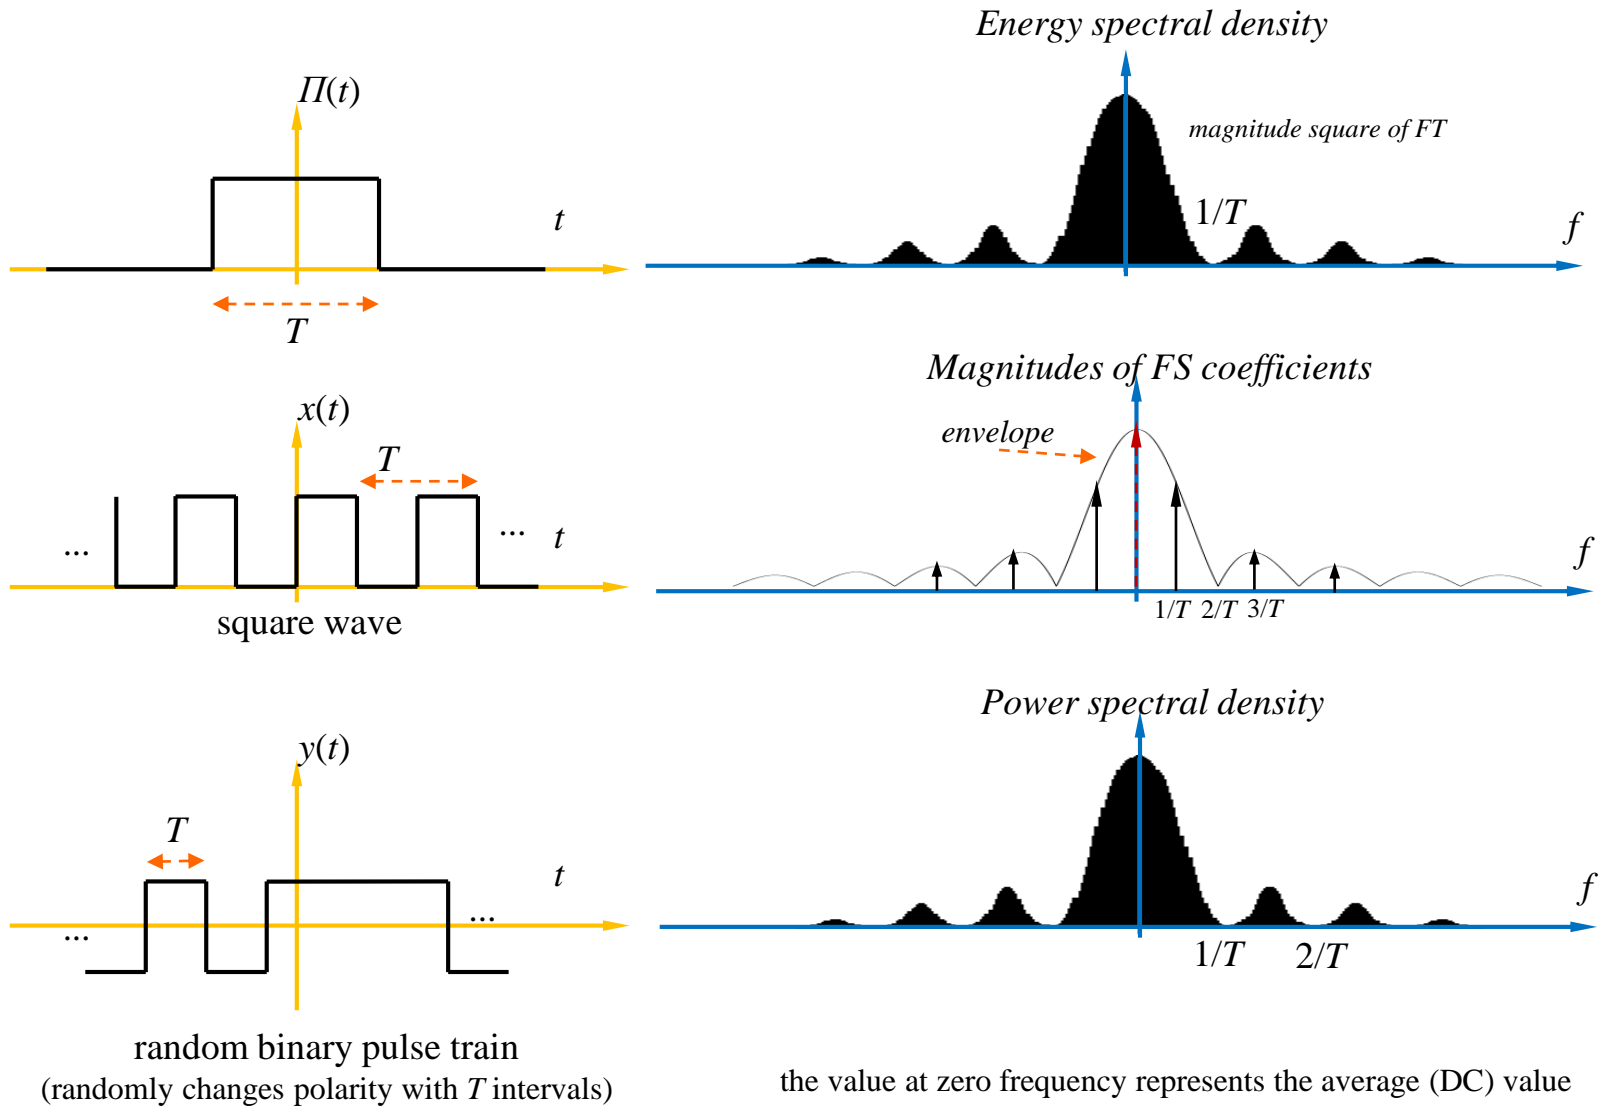 Energy spectral density
Π(t)
magnitude square of FT
t
1/T
f
T
Magnitudes of FS coefficients
x(t)
envelope
T
...
...
t
f
1/T 2/T 3/T
square wave
Power spectral density
y(t)
T
t
f
...
...
1/T
2/T
random binary pulse train
(randomly changes polarity with T intervals)
the value at zero frequency represents the average (DC) value